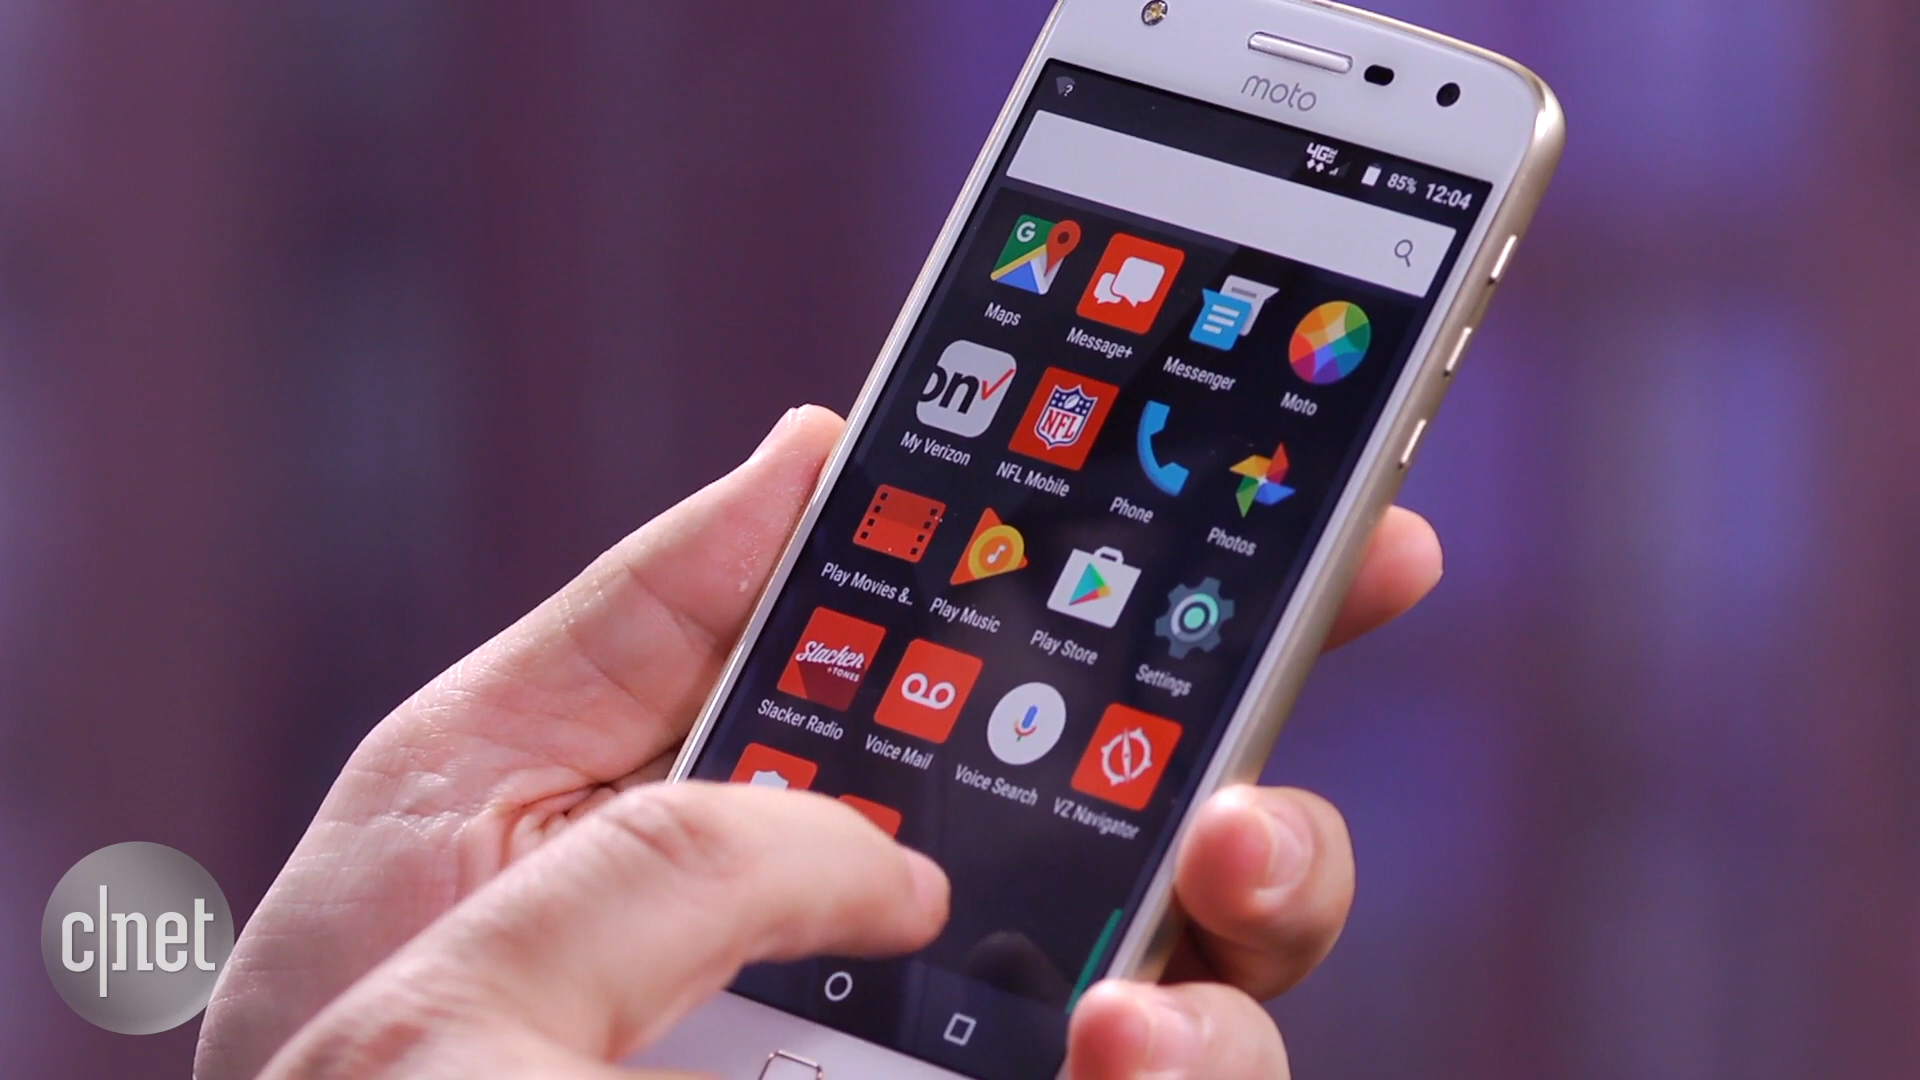 moto
?
4G
85% 12:04
G
Maps
Message+
Messenger
Moto
on
My Verizon
NFL
NFL Mobile
Phone
Photos
Play Movies &..
Play Music
Play Store
Settings
Slacker
+TONES
Slacker Radio
Voice Mail
Voice Search
VZ Navigator
c|net